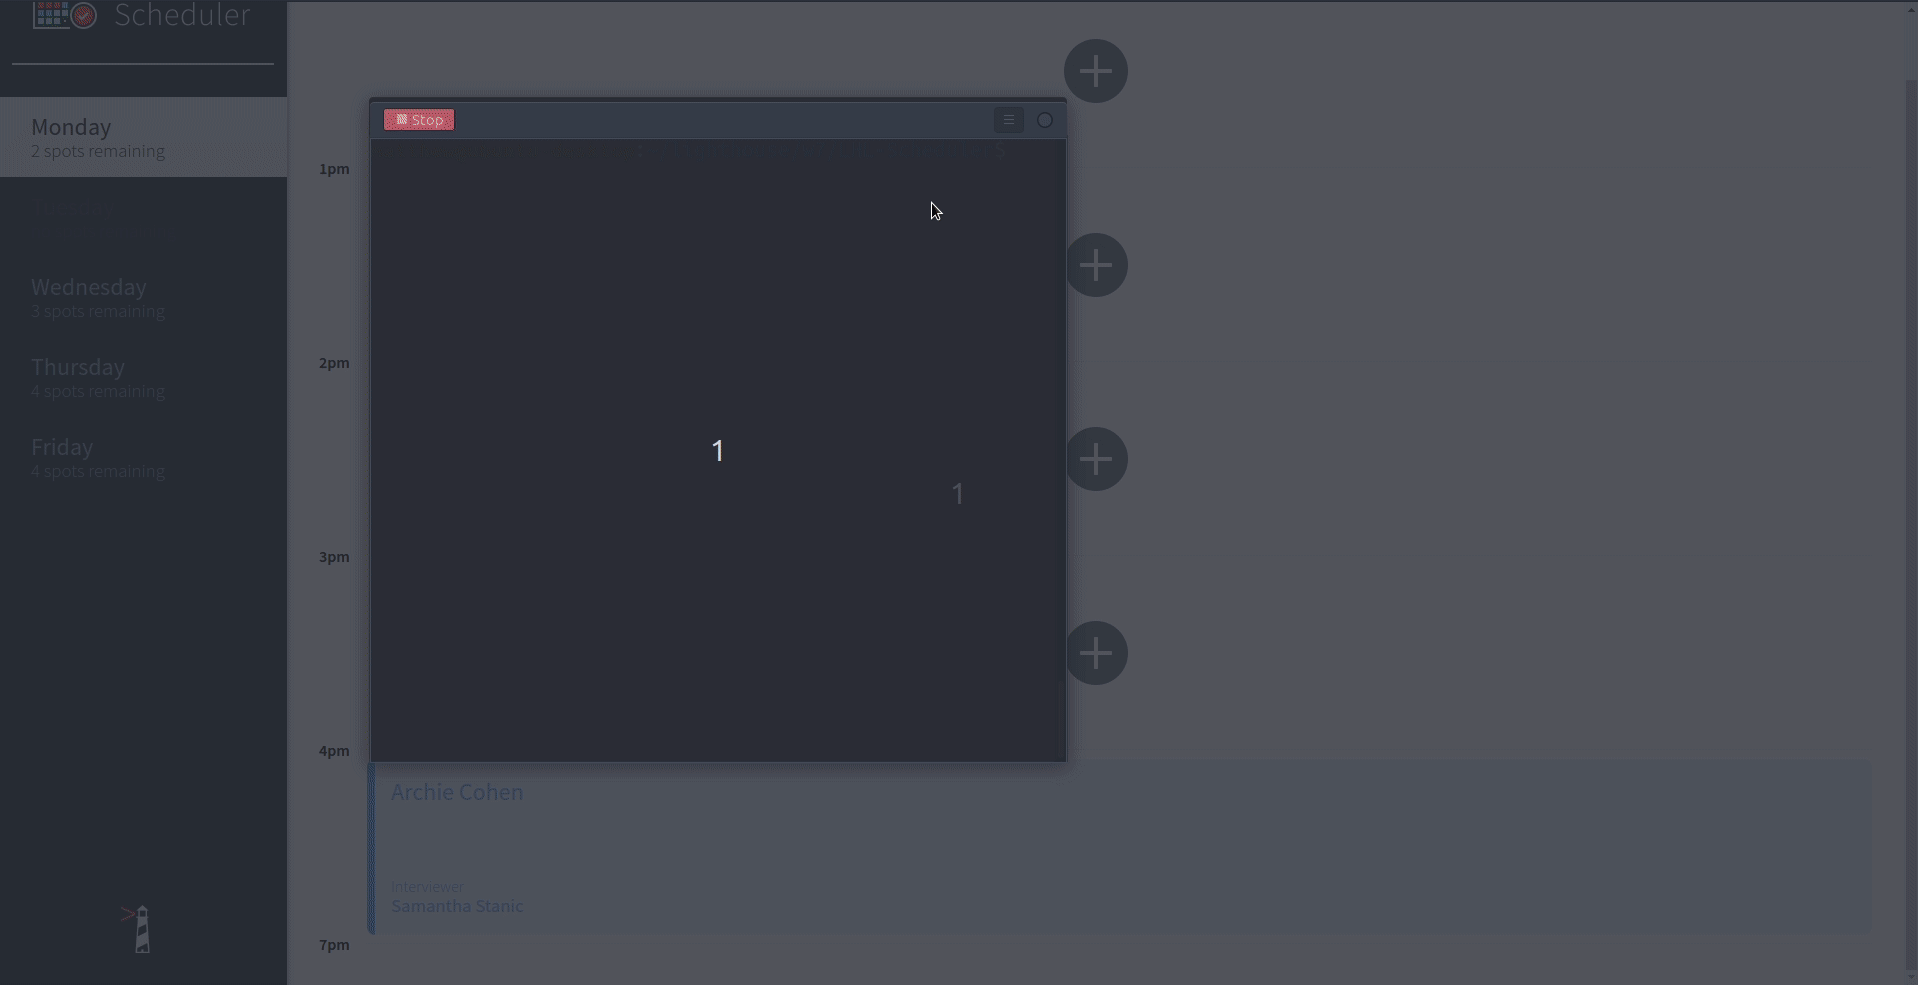 Scheduler
Monday
2 spots remaining
Wednesday
3 spots remaining
Thursday
4 spots remaining
Friday
4 spots remaining
Stop
1pm
2pm
1
1
3pm
4pm
Archie Cohen
Interviewer
Samantha Stanic
7pm